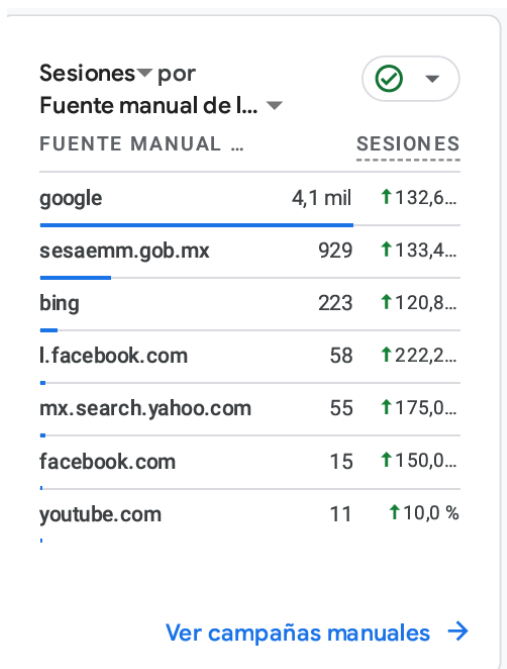 Sesiones por
Fuente manual de l...
FUENTE MANUAL ... SESIONES
google 4,1 mil ↑132,6...
sesaemm.gob.mx 929 ↑133,4...
bing 223 ↑120,8...
l.facebook.com 58 ↑222,2...
mx.search.yahoo.com 55 ↑175,0...
facebook.com 15 ↑150,0...
youtube.com 11 ↑10,0 %
Ver campañas manuales →